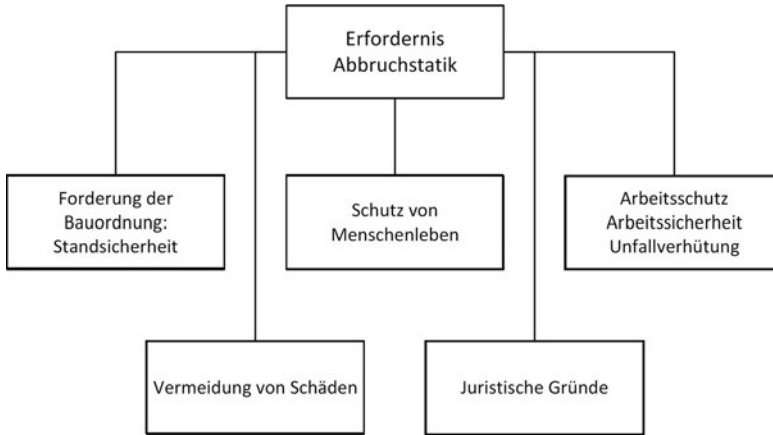 Erfordernis
Abbruchstatik
Forderung der
Bauordnung:
Standsicherheit
Schutz von
Menschenleben
Arbeitsschutz
Arbeitssicherheit
Unfallverhütung
Vermeidung von Schäden
Juristische Gründe